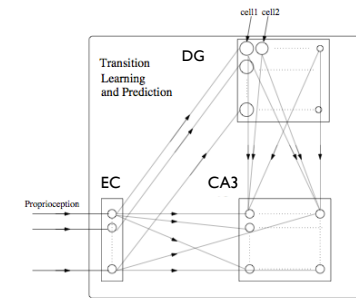 cell1 cell2
DG
Transition
Learning
and Prediction
EC
CA3
Proprioception